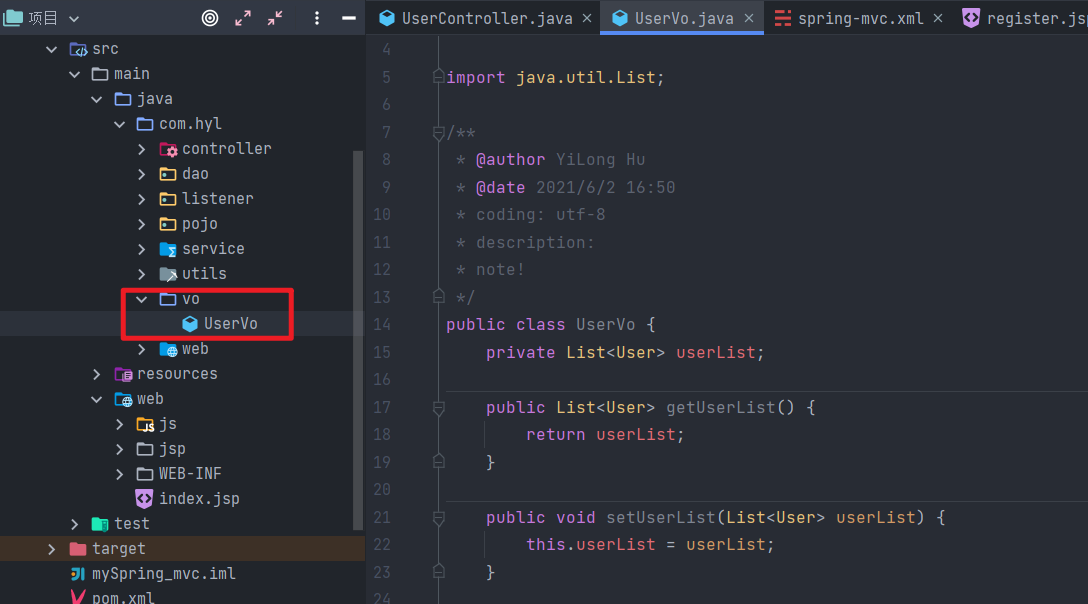 项目
src
main
java
com.hyl
controller
dao
listener
pojo
service
utils
vo
UserVo
web
resources
web
js
jsp
WEB-INF
index.jsp
test
target
mySpring_mvc.iml
pom.xml
UserController.java × UserVo.java × spring-mvc.xml × register.jsp
4
5 import java.util.List;
6
7 /**
8 * @author YiLong Hu
9 * @date 2021/6/2 16:50
10 * coding: utf-8
11 * description:
12 * note!
13 */
14 public class UserVo {
15 private List<User> userList;
16
17 public List<User> getUserList() {
18 return userList;
19 }
20
21 public void setUserList(List<User> userList) {
22 this.userList = userList;
23 }
24